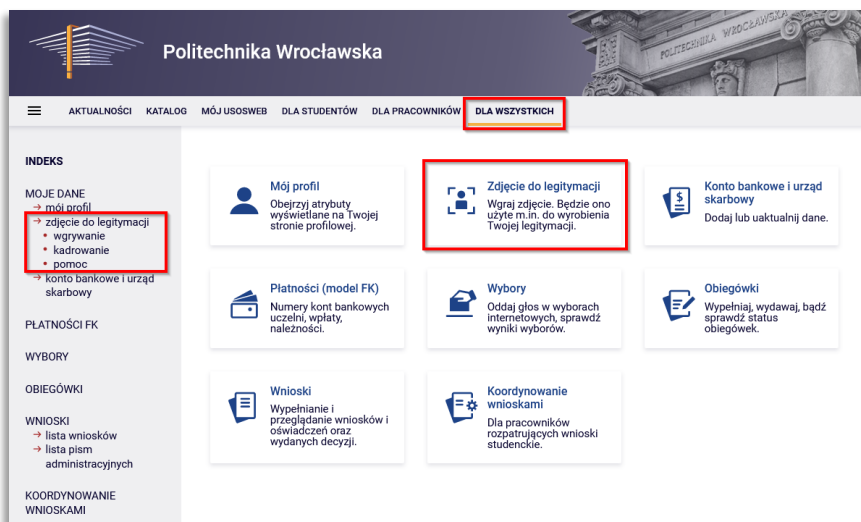 Politechnika Wrocławska
POLITECHNIKA WROCŁAWSKA
AKTUALNOŚCI KATALOG MÓJ USOSWEB DLA STUDENTÓW DLA PRACOWNIKÓW DLA WSZYSTKICH
INDEKS
MOJE DANE
→ mój profil
→ zdjęcie do legitymacji
• wgrywanie
• kadrowanie
• pomoc
→ konto bankowe i urząd
skarbowy
PŁATNOŚCI FK
WYBORY
OBIEGÓWKI
WNIOSKI
→ lista wniosków
→ lista pism
administracyjnych
KOORDYNOWANIE
WNIOSKAMI
Mój profil
Obejrzyj atrybuty
wyświetlane na Twojej
stronie profilowej.
Zdjęcie do legitymacji
Wgraj zdjęcie. Będzie ono
użyte m.in. do wyrobienia
Twojej legitymacji.
Konto bankowe i urząd
skarbowy
Dodaj lub uaktualnij dane.
Płatności (model FK)
Numery kont bankowych
uczelni, wpłaty,
należności.
Wybory
Oddaj głos w wyborach
internetowych, sprawdź
wyniki wyborów.
Obiegówki
Wypełniaj, wydawaj, bądź
sprawdź status
obiegówek.
Wnioski
Wypełnianie i
przeglądanie wniosków i
oświadczeń oraz
wydanych decyzji.
Koordynowanie
wnioskami
Dla pracowników
rozpatrujących wnioski
studenckie.